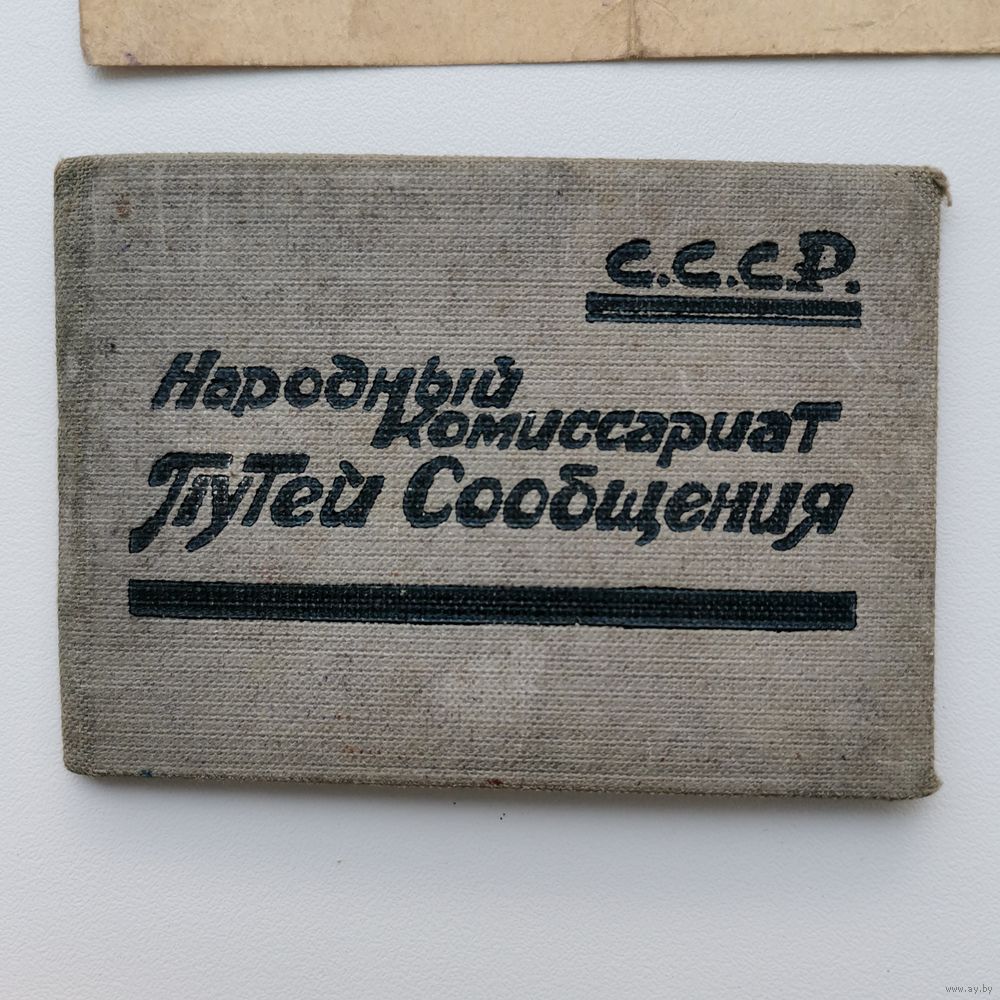 С.С.С.Р.
Народный
Комиссариат
Путей Сообщения
www.ay.by